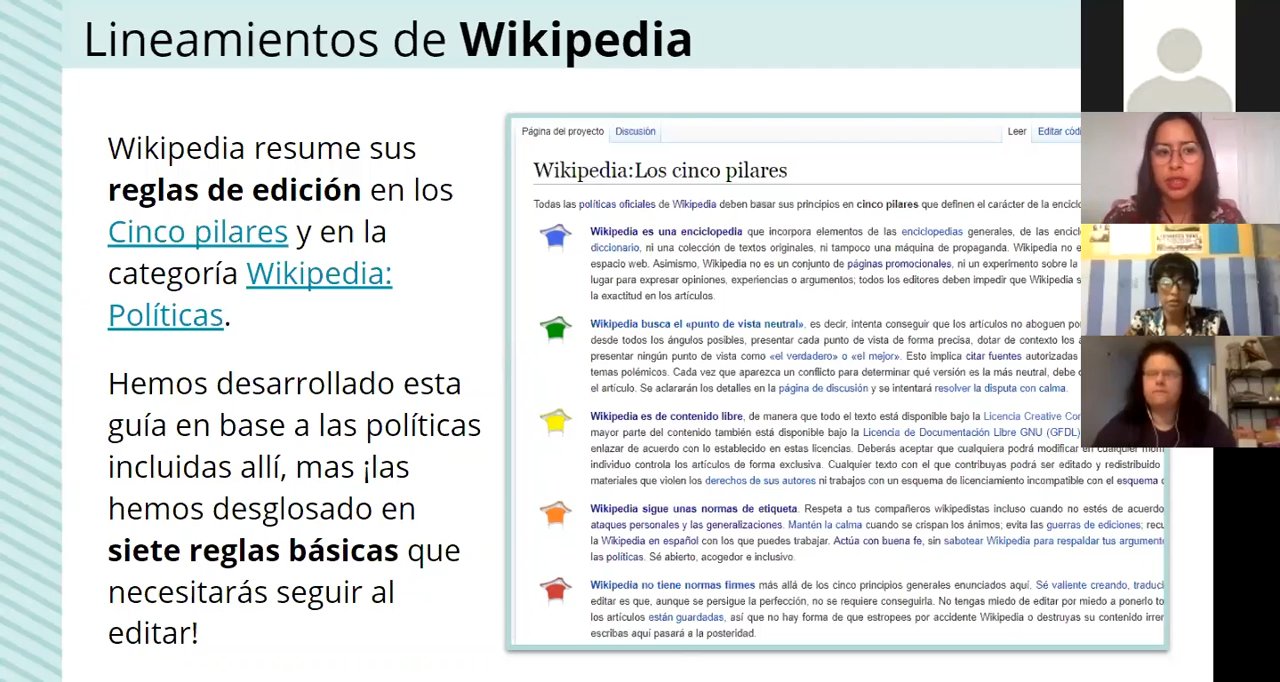 Lineamientos de Wikipedia
Wikipedia resume sus
reglas de edición en los
Cinco pilares y en la
categoría Wikipedia:
Políticas.
Hemos desarrollado esta
guía en base a las políticas
incluidas allí, mas ¡las
hemos desglosado en
siete reglas básicas que
necesitarás seguir al
editar!
Página del proyecto Discusión Leer Editar códi
Wikipedia:Los cinco pilares
Todas las políticas oficiales de Wikipedia deben basar sus principios en cinco pilares que definen el carácter de la enciclo
Wikipedia es una enciclopedia que incorpora elementos de las enciclopedias generales, de las encicl
diccionario, ni una colección de textos originales, ni tampoco una máquina de propaganda. Wikipedia no e
espacio web. Asimismo, Wikipedia no es un conjunto de páginas promocionales, ni un experimento sobre la
lugar para expresar opiniones, experiencias o argumentos; todos los editores deben impedir que Wikipedia s
la exactitud en los artículos.
Wikipedia busca el «punto de vista neutral», es decir, intenta conseguir que los artículos no aboguen po
desde todos los ángulos posibles, presentar cada punto de vista de forma precisa, dotar de contexto los á
presentar ningún punto de vista como «el verdadero» o «el mejor». Esto implica citar fuentes autorizadas
temas polémicos. Cada vez que aparezca un conflicto para determinar qué versión es la más neutral, debe
el artículo. Se aclararán los detalles en la página de discusión y se intentará resolver la disputa con calma.
Wikipedia es de contenido libre, de manera que todo el texto está disponible bajo la Licencia Creative Co
mayor parte del contenido también está disponible bajo la Licencia de Documentación Libre GNU (GFDL)
enlazar de acuerdo con lo establecido en estas licencias. Deberás aceptar que cualquiera podrá modificar en cualquier mom
individuo controla los artículos de forma exclusiva. Cualquier texto con el que contribuyas podrá ser editado y redistribuido
materiales que violen los derechos de sus autores ni trabajos con un esquema de licenciamiento incompatible con el esquema
Wikipedia sigue unas normas de etiqueta. Respeta a tus compañeros wikipedistas incluso cuando no estés de acuerdo
ataques personales y las generalizaciones. Mantén la calma cuando se crispan los ánimos; evita las guerras de ediciones; recu
la Wikipedia en español con los que puedes trabajar. Actúa con buena fe, sin sabotear Wikipedia para respaldar tus argument
las políticas. Sé abierto, acogedor e inclusivo.
Wikipedia no tiene normas firmes más allá de los cinco principios generales enunciados aquí. Sé valiente creando, traduci
editar es que, aunque se persigue la perfección, no se requiere conseguirla. No tengas miedo de editar por miedo a ponerlo to
los artículos están guardadas, así que no hay forma de que estropees por accidente Wikipedia o destruyas su contenido irrer
escribas aquí pasará a la posteridad.